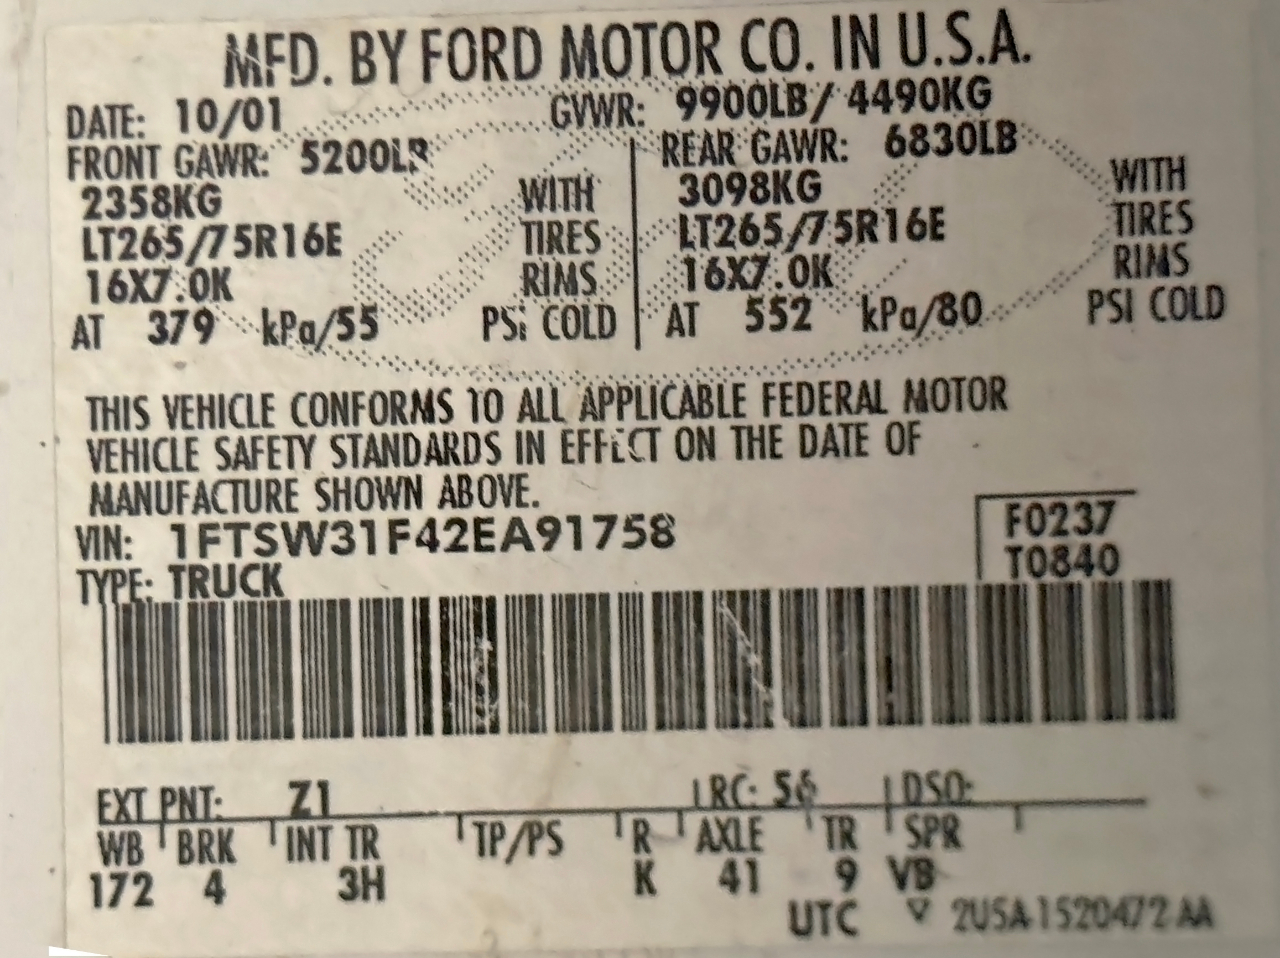 MFD. BY FORD MOTOR CO. IN U.S.A.
DATE: 10/01 GVWR: 9900LB/ 4490KG
FRONT GAWR: 5200LB REAR GAWR: 6830LB
2358KG WITH 3098KG WITH
LT265/75R16E TIRES LT265/75R16E TIRES
16X7.0K RIMS 16X7.0K RIMS
AT 379 kPa/55 PSi COLD AT 552 kPa/80 PSI COLD
THIS VEHICLE CONFORMS TO ALL APPLICABLE FEDERAL MOTOR
VEHICLE SAFETY STANDARDS IN EFFECT ON THE DATE OF
MANUFACTURE SHOWN ABOVE.
VIN: 1FTSW31F42EA91758 F0237
TYPE: TRUCK T0840
EXT PNT: Z1 RC: 56 DSO:
WB BRK INT TR TP/PS R AXLE TR SPR
172 4 3H K 41 9 VB
UTC ▽ 2U5A-1520472-AA